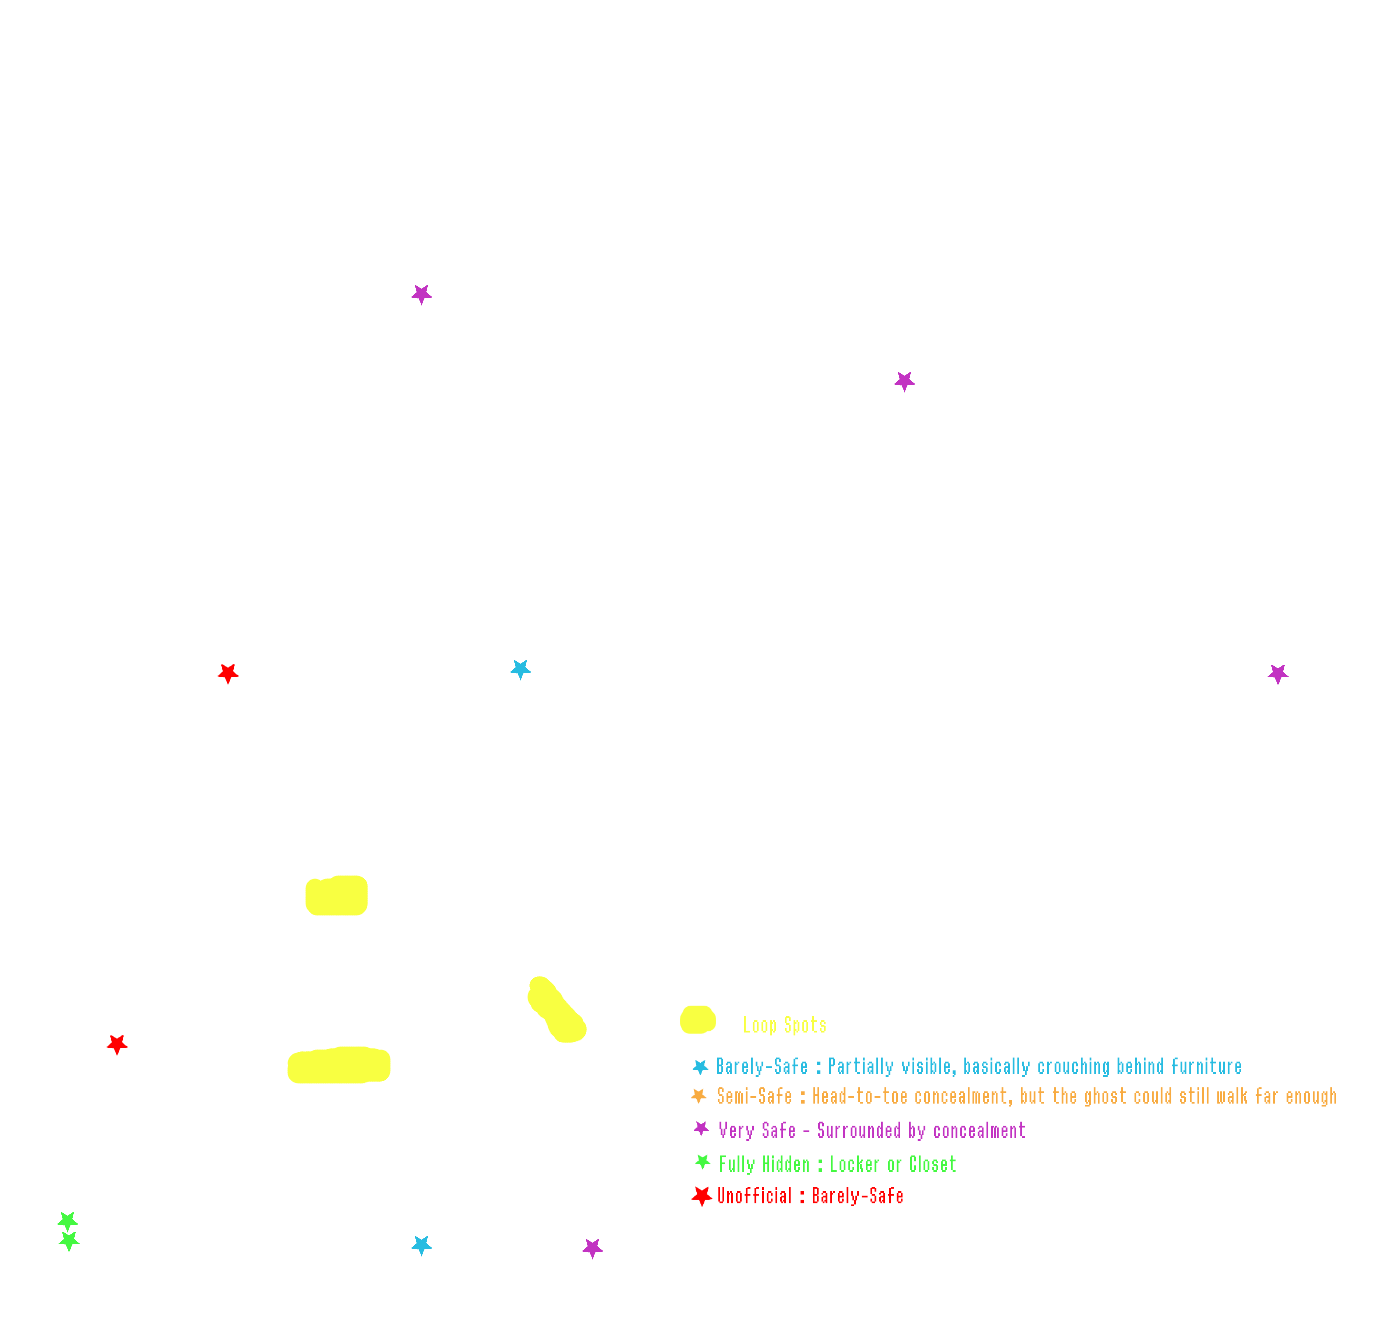 Loop Spots
Barely-Safe : Partially visible, basically crouching behind furniture
Semi-Safe : Head-to-toe concealment, but the ghost could still walk far enough
Very Safe - Surrounded by concealment
Fully Hidden : Locker or Closet
Unofficial : Barely-Safe